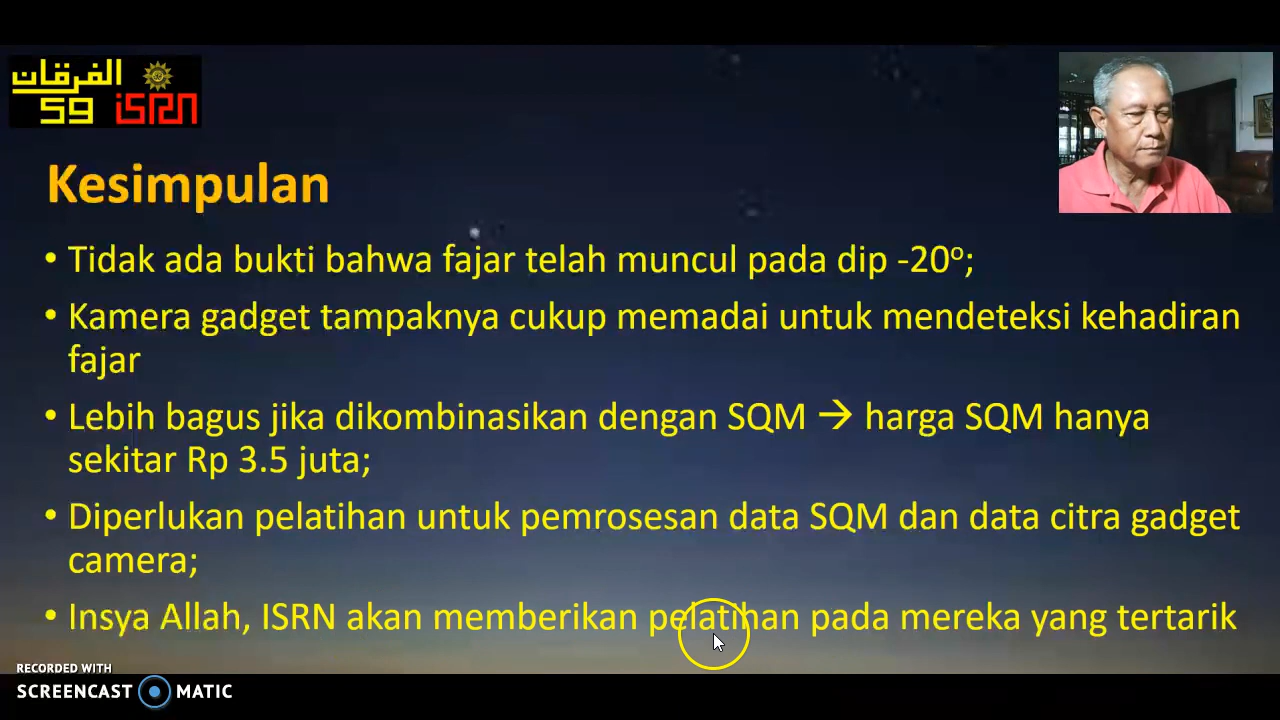 الفرقان
59 ISRN
Kesimpulan
• Tidak ada bukti bahwa fajar telah muncul pada dip -20º;
• Kamera gadget tampaknya cukup memadai untuk mendeteksi kehadiran
fajar
• Lebih bagus jika dikombinasikan dengan SQM → harga SQM hanya
sekitar Rp 3.5 juta;
• Diperlukan pelatihan untuk pemrosesan data SQM dan data citra gadget
camera;
• Insya Allah, ISRN akan memberikan pelatihan pada mereka yang tertarik
RECORDED WITH
SCREENCAST MATIC